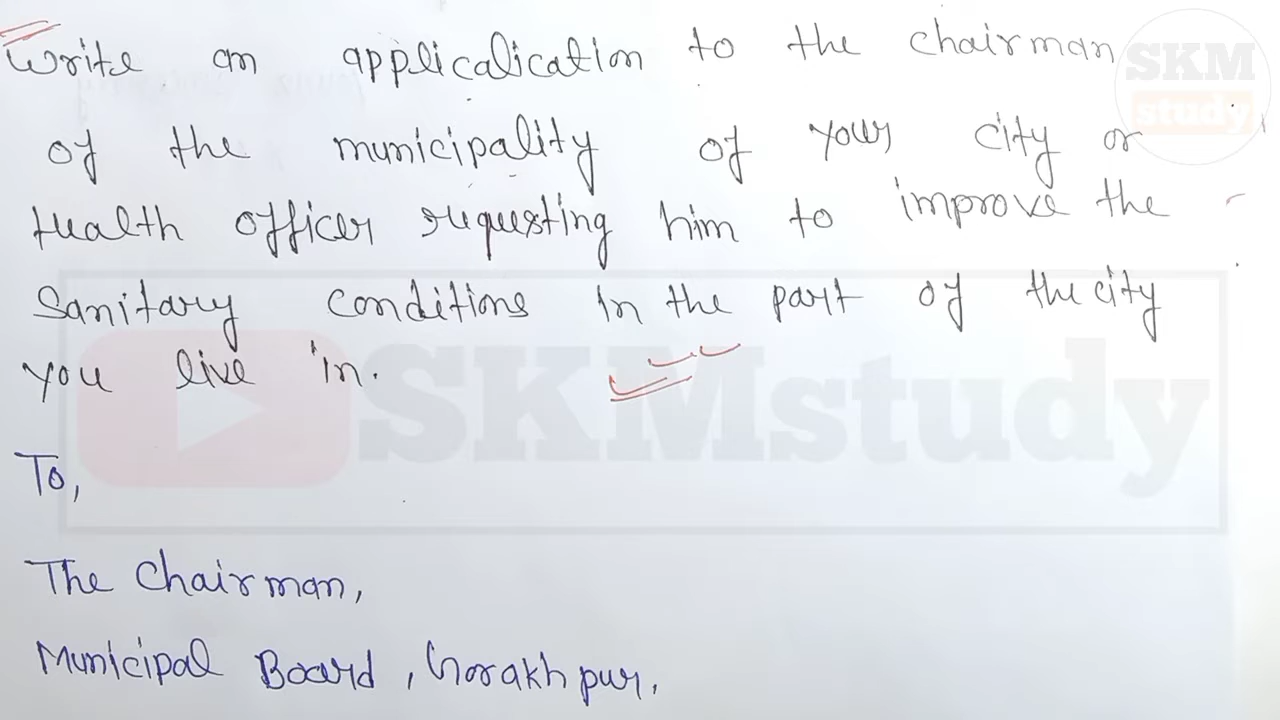 Write an applicalication to the chairman
of the municipality of your city or
Health officer requesting him to improve the
Sanitary conditions in the part of the city
you live in.
To,
The Chairman,
Municipal Board, Gorakhpur.
SKM
study
SKMstudy